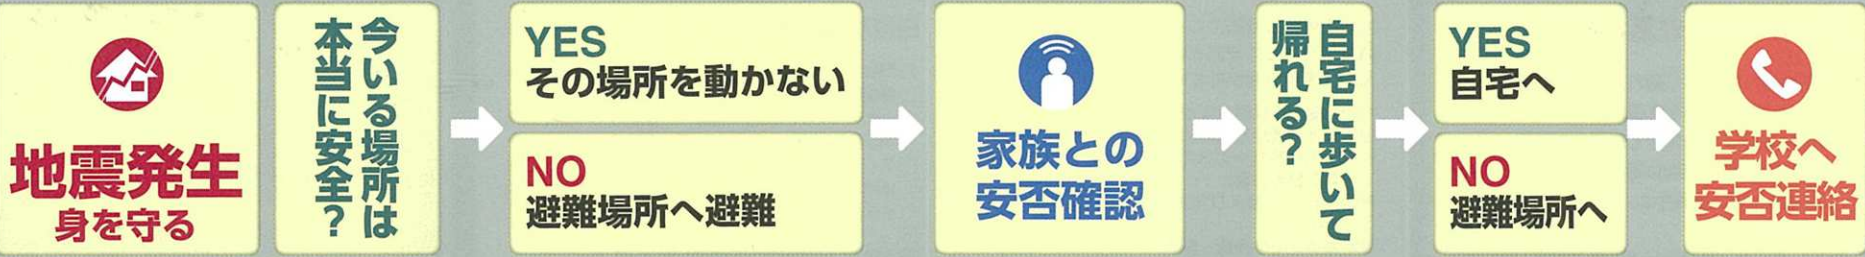 地震発生
身を守る
今いる場所は
本当に安全?
YES
その場所を動かない
NO
避難場所へ避難
家族との
安否確認
自宅に歩いて
帰れる?
YES
自宅へ
NO
避難場所へ
学校へ
安否連絡